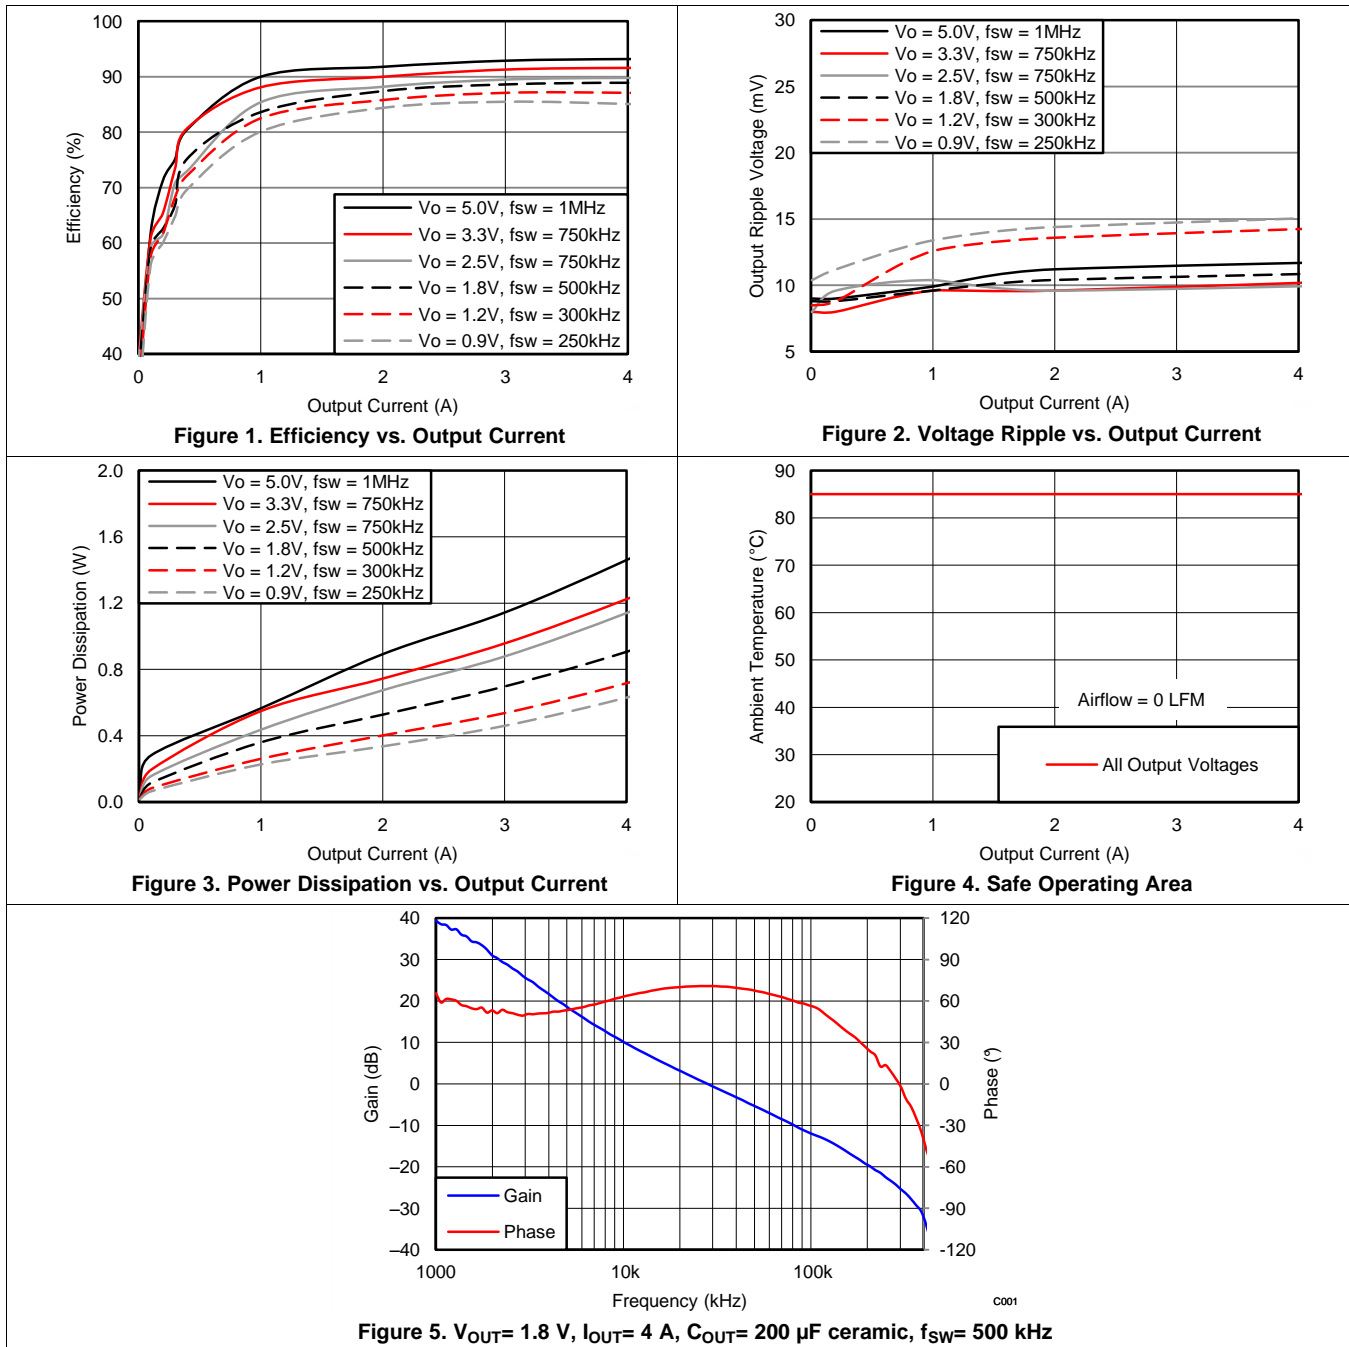 100
90
80
70
60
50
40
Efficiency (%)
Vo = 5.0V, fsw = 1MHz
Vo = 3.3V, fsw = 750kHz
Vo = 2.5V, fsw = 750kHz
Vo = 1.8V, fsw = 500kHz
Vo = 1.2V, fsw = 300kHz
Vo = 0.9V, fsw = 250kHz
0 1 2 3 4
Output Current (A)
Figure 1. Efficiency vs. Output Current
30
25
20
15
10
5
Output Ripple Voltage (mV)
Vo = 5.0V, fsw = 1MHz
Vo = 3.3V, fsw = 750kHz
Vo = 2.5V, fsw = 750kHz
Vo = 1.8V, fsw = 500kHz
Vo = 1.2V, fsw = 300kHz
Vo = 0.9V, fsw = 250kHz
0 1 2 3 4
Output Current (A)
Figure 2. Voltage Ripple vs. Output Current
2.0
1.6
1.2
0.8
0.4
0.0
Power Dissipation (W)
Vo = 5.0V, fsw = 1MHz
Vo = 3.3V, fsw = 750kHz
Vo = 2.5V, fsw = 750kHz
Vo = 1.8V, fsw = 500kHz
Vo = 1.2V, fsw = 300kHz
Vo = 0.9V, fsw = 250kHz
0 1 2 3 4
Output Current (A)
Figure 3. Power Dissipation vs. Output Current
90
80
70
60
50
40
30
20
Ambient Temperature (°C)
Airflow = 0 LFM
All Output Voltages
0 1 2 3 4
Output Current (A)
Figure 4. Safe Operating Area
40
30
20
10
0
–10
–20
–30
–40
Gain (dB)
Gain
Phase
120
90
60
30
0
-30
-60
-90
-120
Phase (°)
1000 10k 100k
Frequency (kHz)
C001
Figure 5. VOUT= 1.8 V, IOUT= 4 A, COUT= 200 µF ceramic, fSW= 500 kHz